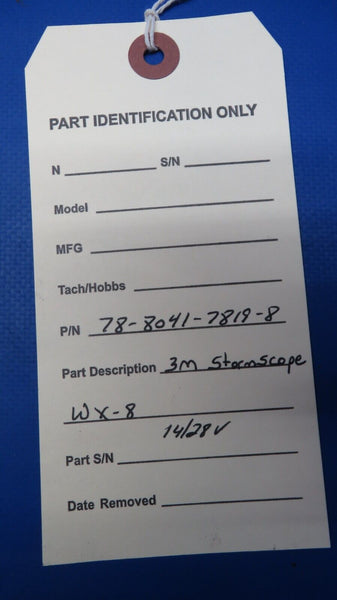 PART IDENTIFICATION ONLY
N S/N
Model
MFG
Tach/Hobbs
P/N 78-8041-7819-8
Part Description 3M Stormscope
WX-8
14/28V
Part S/N
Date Removed